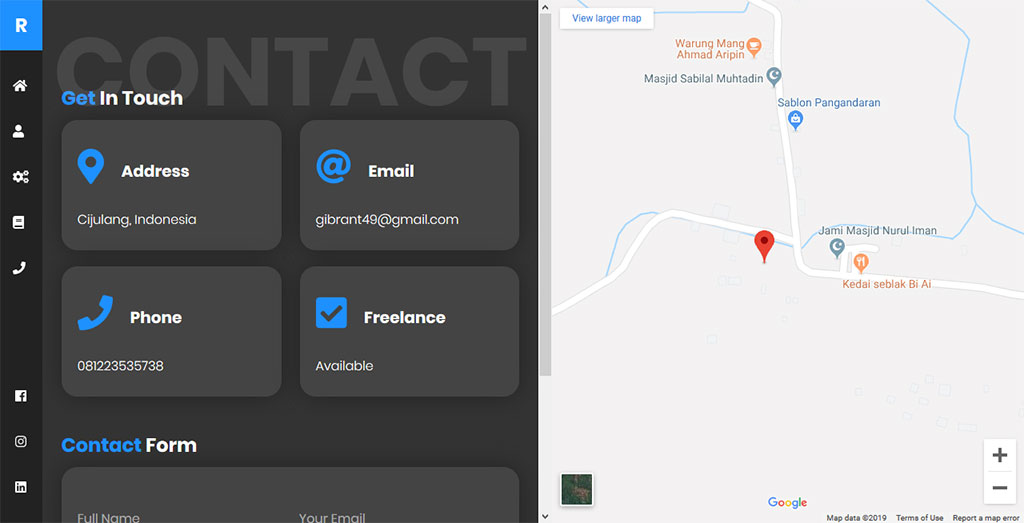 R
CONTACT
Get In Touch
Address
Cijulang, Indonesia
Email
gibrant49@gmail.com
Phone
081223535738
Freelance
Available
Contact Form
Full Name
Your Email
View larger map
Warung Mang
Ahmad Aripin
Masjid Sabilal Muhtadin
Sablon Pangandaran
Jami Masjid Nurul Iman
Kedai seblak Bi Ai
Google
Map data ©2019 Terms of Use Report a map error